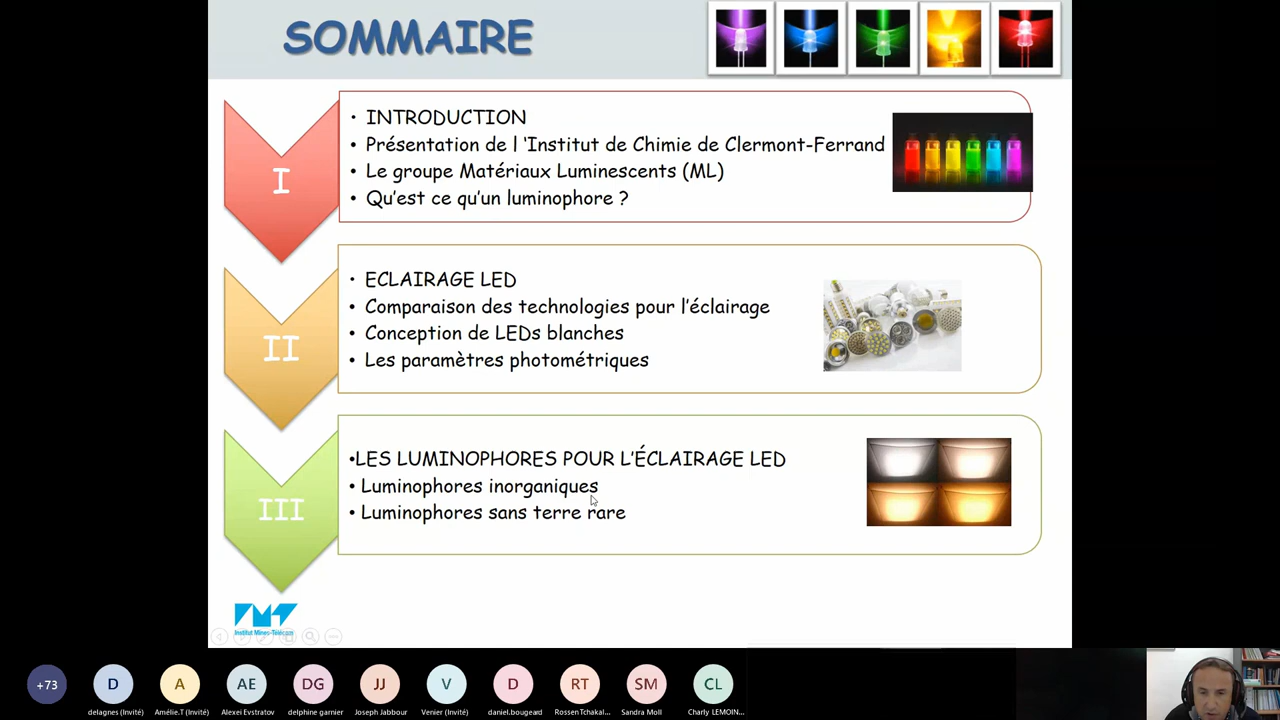 SOMMAIRE
I
• INTRODUCTION
• Présentation de l ‘Institut de Chimie de Clermont-Ferrand
• Le groupe Matériaux Luminescents (ML)
• Qu’est ce qu’un luminophore ?
II
• ECLAIRAGE LED
• Comparaison des technologies pour l’éclairage
• Conception de LEDs blanches
• Les paramètres photométriques
III
•LES LUMINOPHORES POUR L’ÉCLAIRAGE LED
• Luminophores inorganiques
• Luminophores sans terre rare
Institut Mines-Télécom
+73 D A AE DG JJ V D RT SM CL
delagnes (Invité) Amélie.T (Invité) Alexei Evstratov delphine garnier Joseph Jabbour Venier (Invité) daniel.bougeard Rossen Tchakal... Sandra Moll Charly LEMOIN...